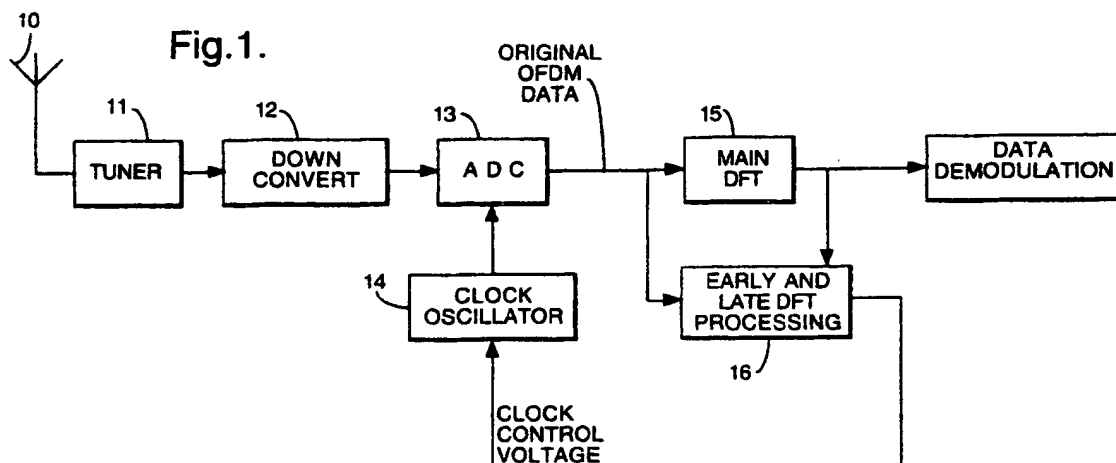 10
Fig.1.
ORIGINAL
OFDM
DATA
11
12
13
15
TUNER
DOWN
CONVERT
ADC
MAIN
DFT
DATA
DEMODULATION
14
CLOCK
OSCILLATOR
EARLY AND
LATE DFT
PROCESSING
16
CLOCK
CONTROL
VOLTAGE